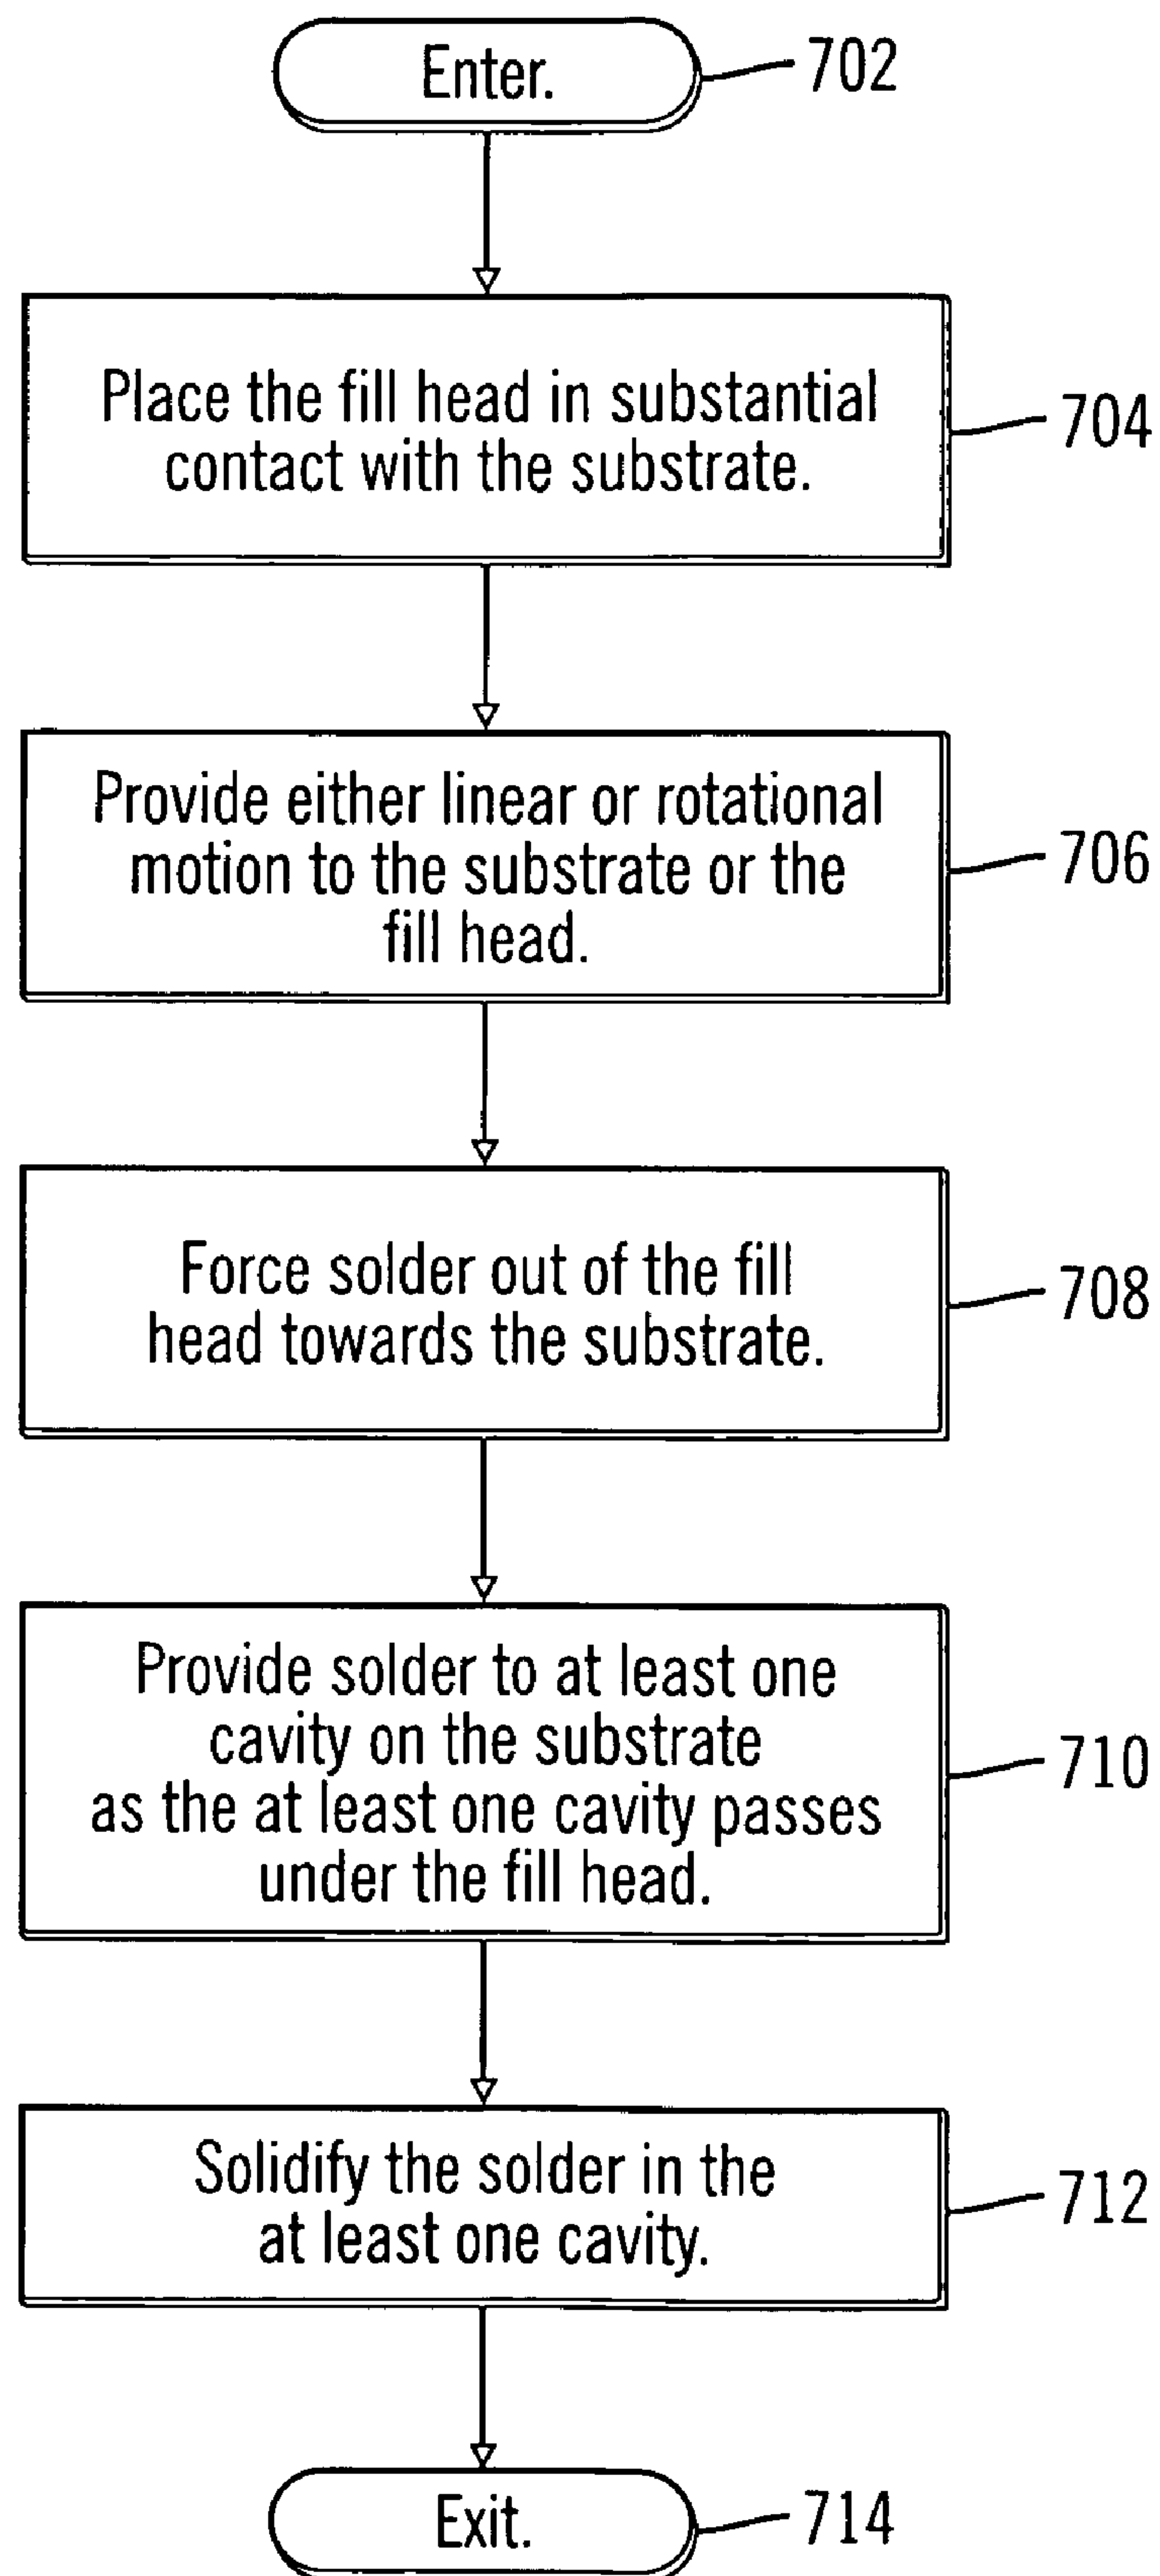 Enter.
702
Place the fill head in substantial
contact with the substrate.
704
Provide either linear or rotational
motion to the substrate or the
fill head.
706
Force solder out of the fill
head towards the substrate.
708
Provide solder to at least one
cavity on the substrate
as the at least one cavity passes
under the fill head.
710
Solidify the solder in the
at least one cavity.
712
Exit.
714